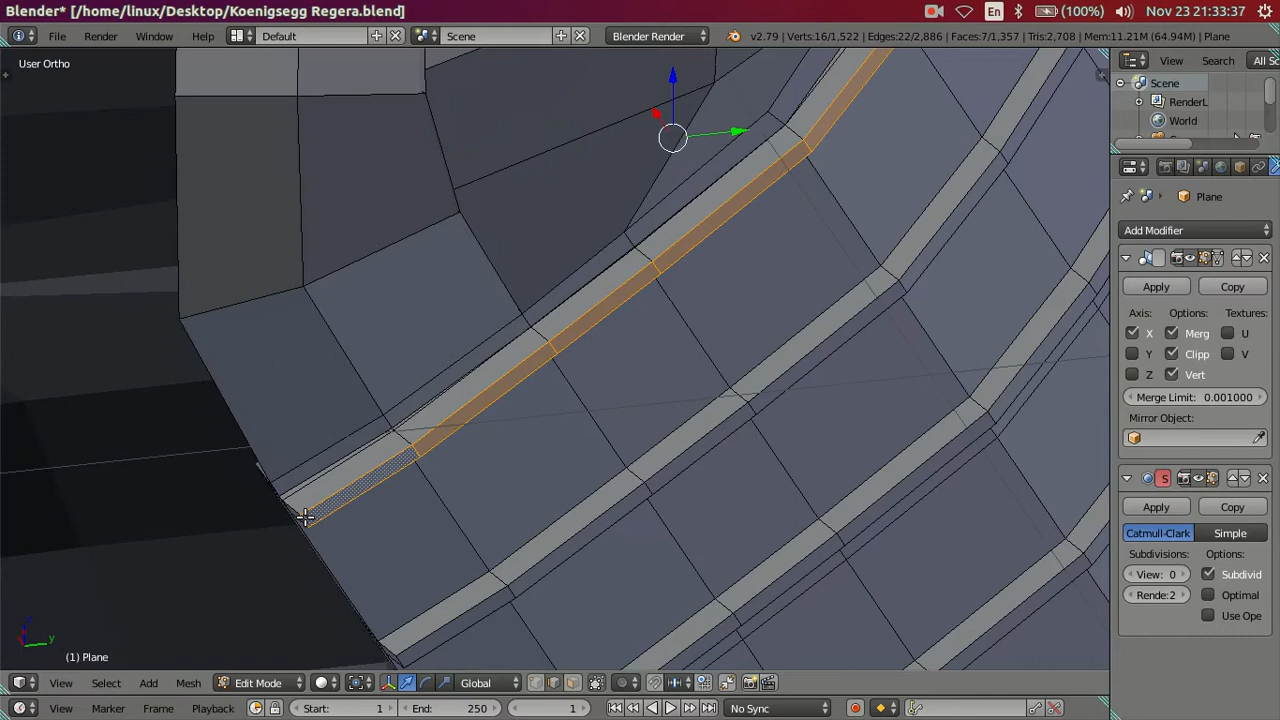 Blender* [/home/linux/Desktop/Koenigsegg Regera.blend]
En
(100%)
Nov 23 21:33:37
File Render Window Help
Default
Scene
Blender Render
v2.79 | Verts:16/1,522 | Edges:22/2,886 | Faces:7/1,357 | Tris:2,708 | Mem:11.21M (64.94M) | Plane
User Ortho
View Search All Sc
Scene
RenderL
World
Plane
Add Modifier
Apply Copy
Axis: Options: Textures:
X Merg U
Y Clipp V
Z Vert
Merge Limit: 0.001000
Mirror Object:
S
Apply Copy
Catmull-Clark Simple
Subdivisions: Options:
View: 0 Subdivid
Rende: 2 Optimal
Use Ope
z
y
(1) Plane
View Select Add Mesh Edit Mode Global
View Marker Frame Playback Start: 1 End: 250 1 No Sync